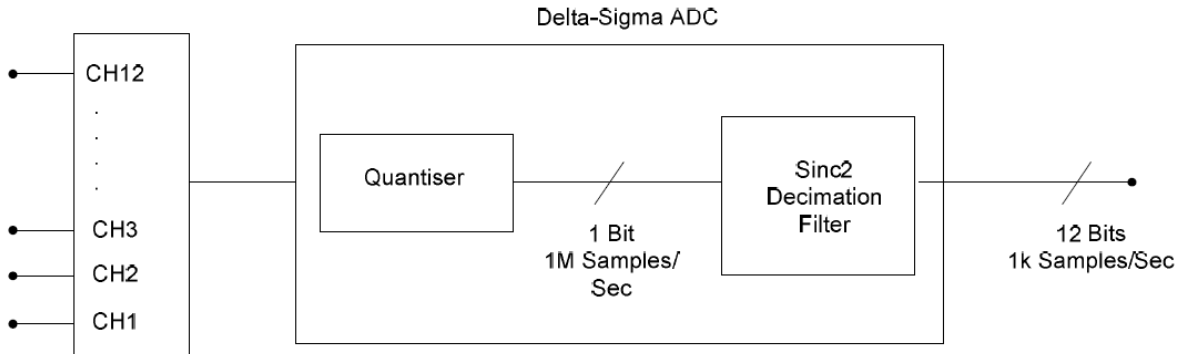 Delta-Sigma ADC
CH12
.
.
.
.
CH3
CH2
CH1
Quantiser
1 Bit
1M Samples/
Sec
Sinc2
Decimation
Filter
12 Bits
1k Samples/Sec